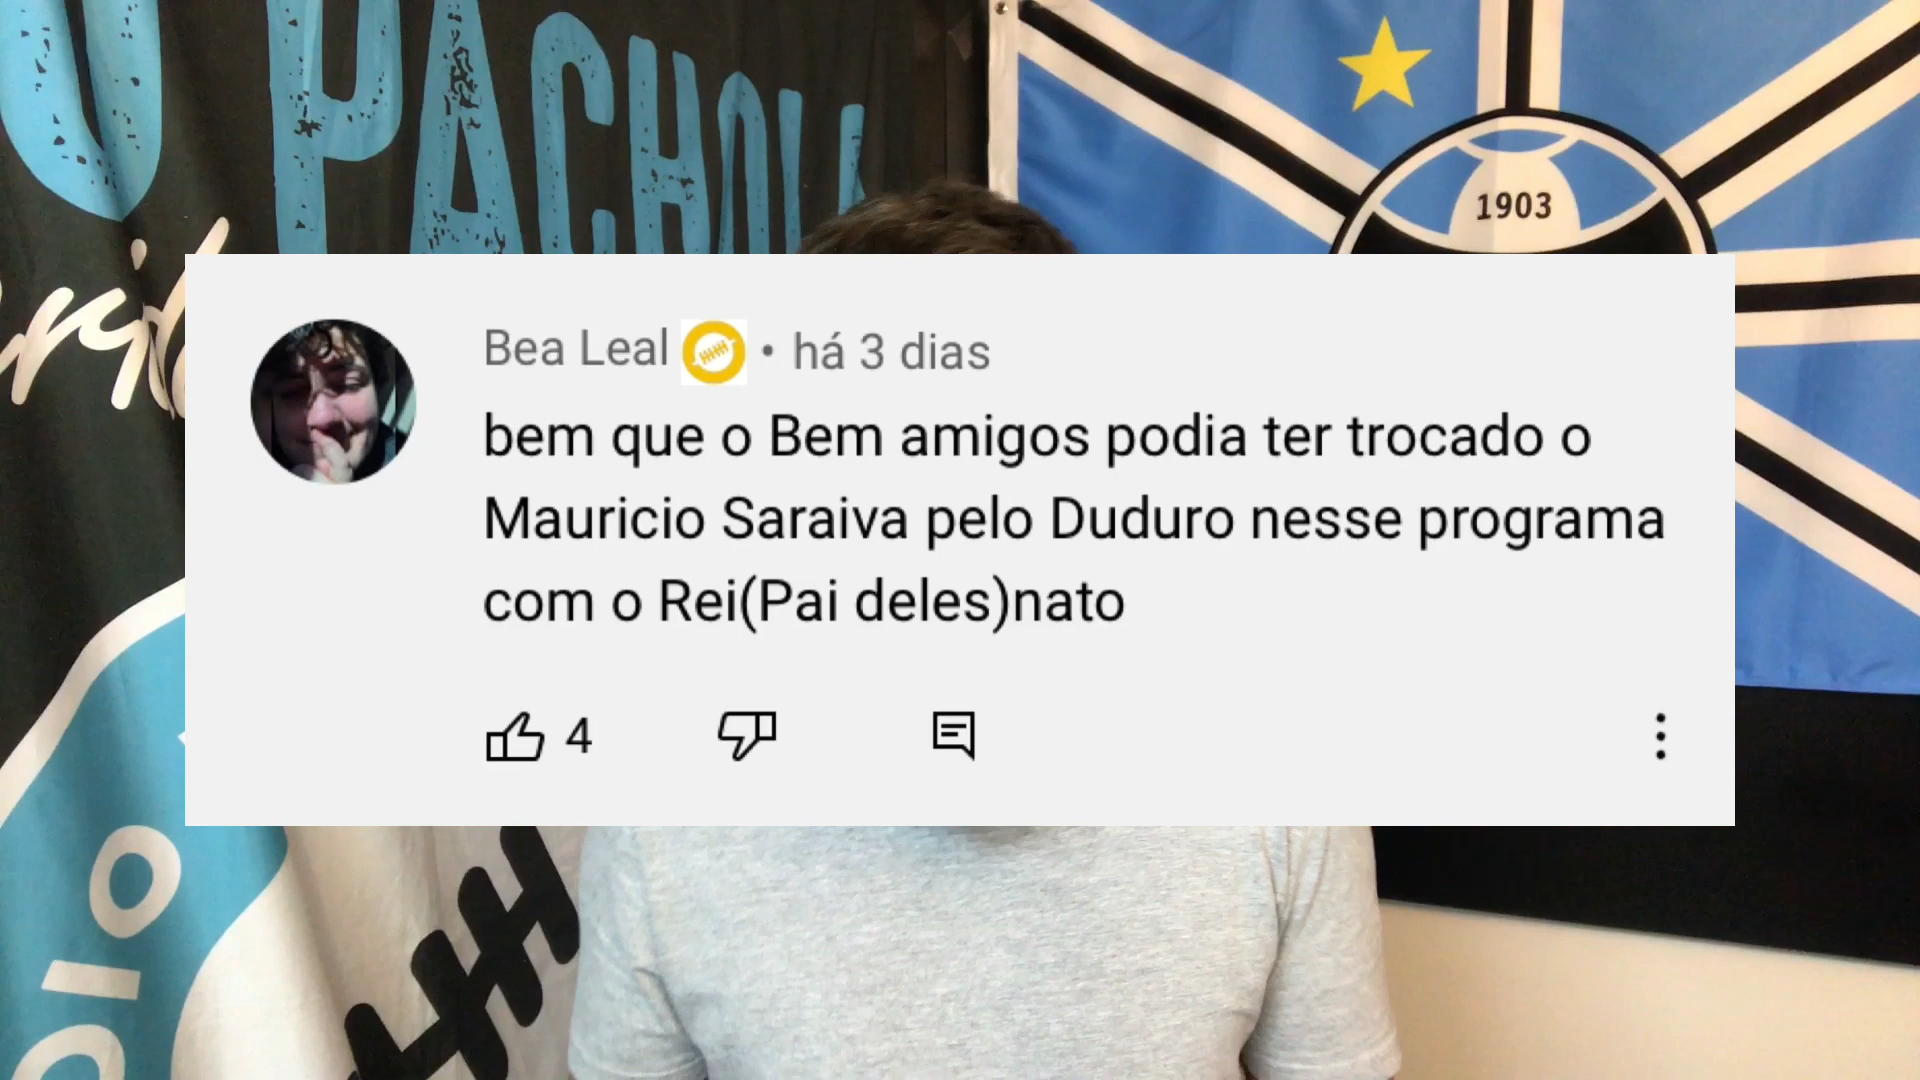 PACHOLA
1903
Bea Leal • há 3 dias
bem que o Bem amigos podia ter trocado o
Mauricio Saraiva pelo Duduro nesse programa
com o Rei(Pai deles)nato
4